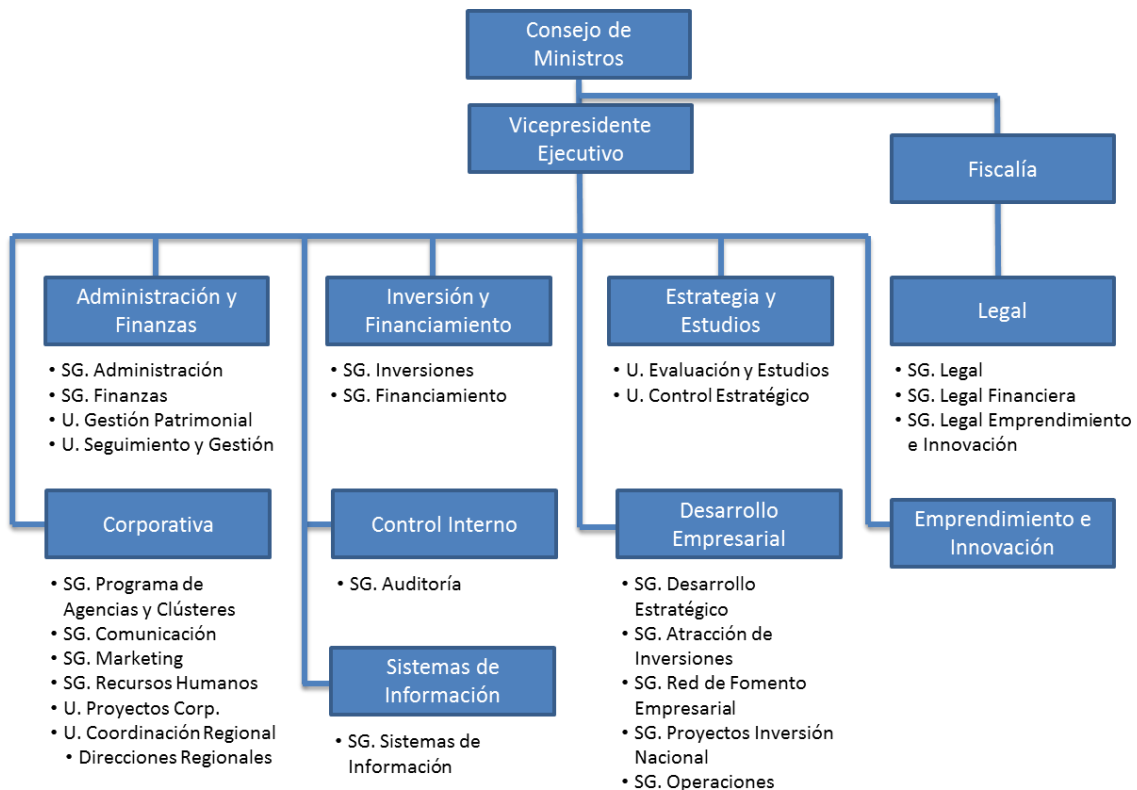 Consejo de
Ministros
Vicepresidente
Ejecutivo
Fiscalía
Administración y
Finanzas
• SG. Administración
• SG. Finanzas
• U. Gestión Patrimonial
• U. Seguimiento y Gestión
Inversión y
Financiamiento
• SG. Inversiones
• SG. Financiamiento
Estrategia y
Estudios
• U. Evaluación y Estudios
• U. Control Estratégico
Legal
• SG. Legal
• SG. Legal Financiera
• SG. Legal Emprendimiento
e Innovación
Corporativa
• SG. Programa de
Agencias y Clústeres
• SG. Comunicación
• SG. Marketing
• SG. Recursos Humanos
• U. Proyectos Corp.
• U. Coordinación Regional
• Direcciones Regionales
Control Interno
• SG. Auditoría
Sistemas de
Información
• SG. Sistemas de
Información
Desarrollo
Empresarial
• SG. Desarrollo
Estratégico
• SG. Atracción de
Inversiones
• SG. Red de Fomento
Empresarial
• SG. Proyectos Inversión
Nacional
• SG. Operaciones
Emprendimiento e
Innovación